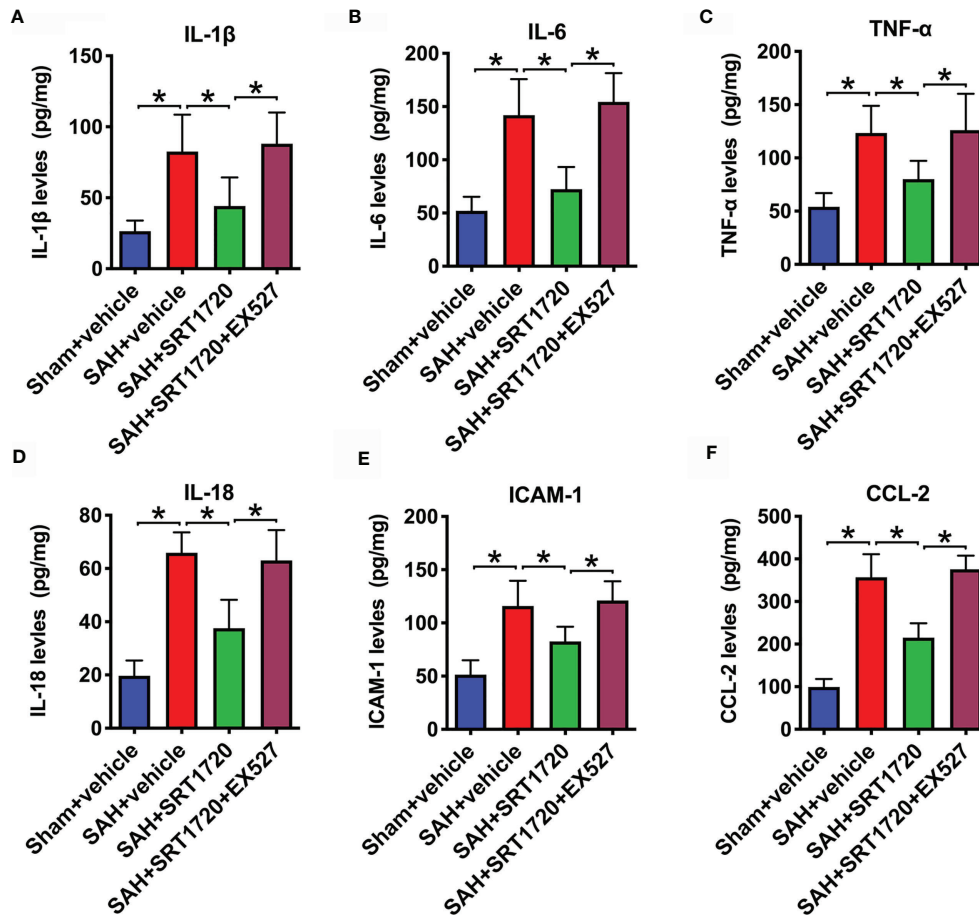 A
IL-1β
IL-1β levles (pg/mg)
150
100
50
0
* * *
Sham+vehicle
SAH+vehicle
SAH+SRT1720
SAH+SRT1720+EX527
B
IL-6
IL-6 levels (pg/mg)
200
150
100
50
0
* * *
Sham+vehicle
SAH+vehicle
SAH+SRT1720
SAH+SRT1720+EX527
C
TNF-α
TNF-α levels (pg/mg)
200
150
100
50
0
* * *
Sham+vehicle
SAH+vehicle
SAH+SRT1720
SAH+SRT1720+EX527
D
IL-18
IL-18 levles (pg/mg)
80
60
40
20
0
* * *
Sham+vehicle
SAH+vehicle
SAH+SRT1720
SAH+SRT1720+EX527
E
ICAM-1
ICAM-1 levels (pg/mg)
200
150
100
50
0
* * *
Sham+vehicle
SAH+vehicle
SAH+SRT1720
SAH+SRT1720+EX527
F
CCL-2
CCL-2 levels (pg/mg)
500
400
300
200
100
0
* * *
Sham+vehicle
SAH+vehicle
SAH+SRT1720
SAH+SRT1720+EX527